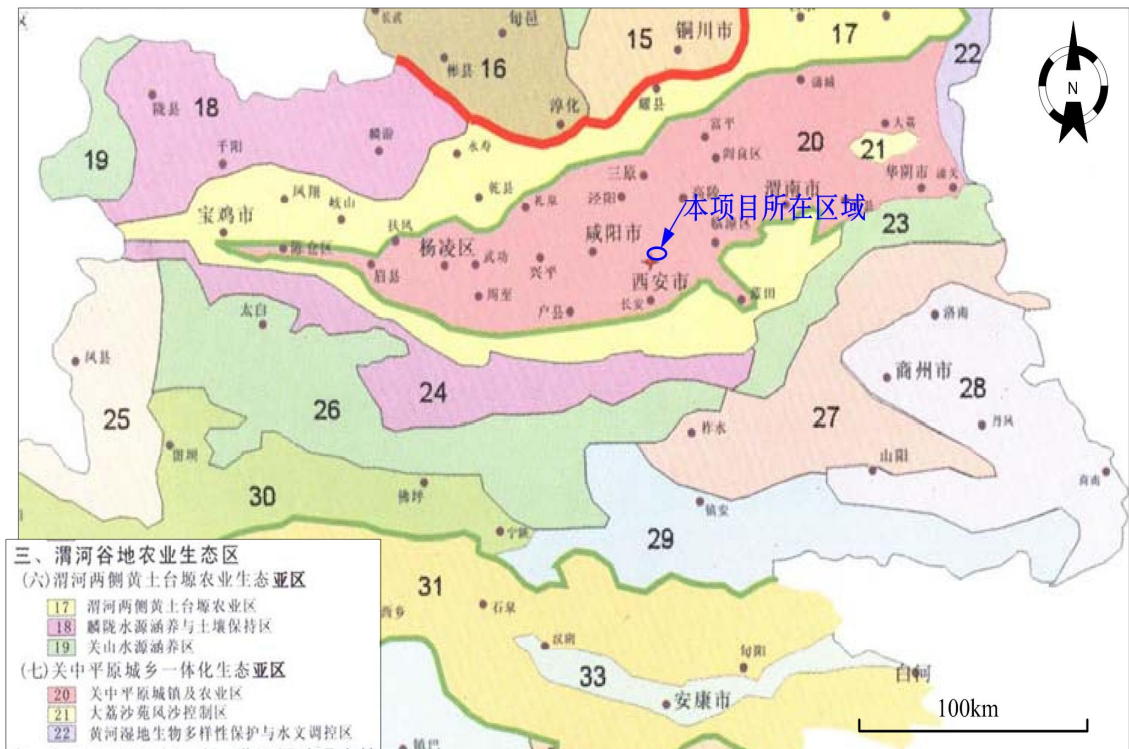 长武
旬邑
铜川市
15
17
22
彬县
16
蒲城
N
陇县
18
耀县
淳化
富平
大荔
麟游
20
19
千阳
永寿
阎良区
21
三原
华阴市
潼关
凤翔
乾县
泾阳
高陵
渭南市
宝鸡市
岐山
礼泉
本项目所在区域
县
扶风
咸阳市
临潼区
23
陈仓区
杨凌区
武功
眉县
兴平
西安市
周至
长安
蓝田
太白
户县
洛南
凤县
商州市
24
28
25
26
27
丹凤
柞水
留坝
山阳
商南
佛坪
30
镇安
宁陕
29
三、渭河谷地农业生态区
(六)渭河两侧黄土台塬农业生态亚区
17 渭河两侧黄土台塬农业区
18 麟陇水源涵养与土壤保持区
19 关山水源涵养区
(七)关中平原城乡一体化生态亚区
20 关中平原城镇及农业区
21 大荔沙苑风沙控制区
22 黄河湿地生物多样性保护与水文调控区
31
西乡
石泉
汉阴
旬阳
33
白河
安康市
100km
镇巴